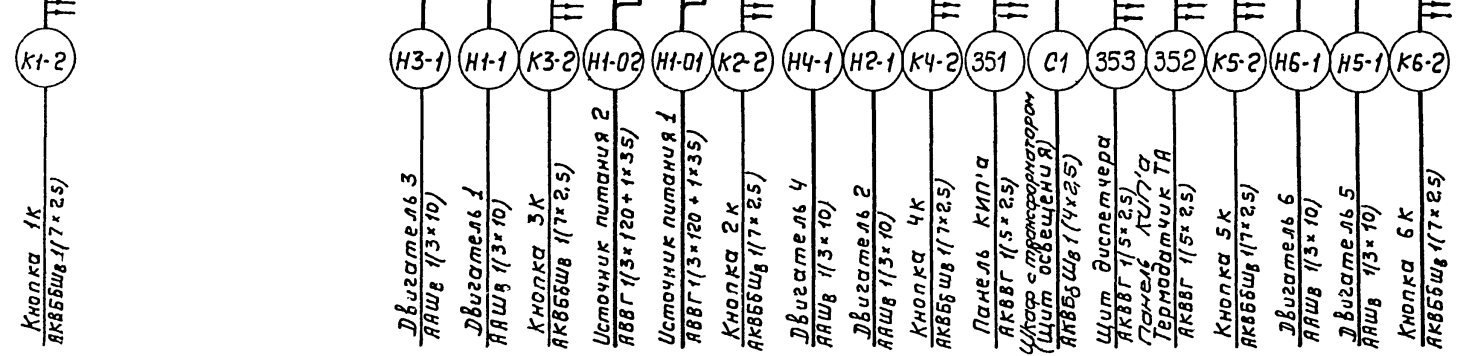 К1-2
Н3-1
Н1-1
К3-2
Н1-02
Н1-01
К2-2
Н4-1
Н2-1
К4-2
351
С1
353
352
К5-2
Н6-1
Н5-1
К6-2
Кнопка 1К
АКВБбШв 1(7×2,5)
Двигатель 3
ААШв 1(3×10)
Двигатель 1
ААШв 1(3×10)
Кнопка 3К
АКВБбШв 1(7×2,5)
Источник питания 2
АВВГ 1(3×120+1×35)
Источник питания 1
АВВГ 1(3×120+1×35)
Кнопка 2К
АКВБбШв 1(7×2,5)
Двигатель 4
ААШв 1(3×10)
Двигатель 2
ААШв 1(3×10)
Кнопка 4К
АКВБбШв 1(7×2,5)
Панель КИП'а
АКВВГ 1(5×2,5)
Шкаф с трансформатором
(щит освещения)
АКВБбШв 1(4×2,5)
Щит диспетчера
АКВВГ 1(5×2,5)
Панель КИП'а
Термодатчик ТА
АКВВГ 1(5×2,5)
Кнопка 5К
АКВБбШв 1(7×2,5)
Двигатель 6
ААШв 1(3×10)
Двигатель 5
ААШв 1(3×10)
Кнопка 6К
АКВБбШв 1(7×2,5)